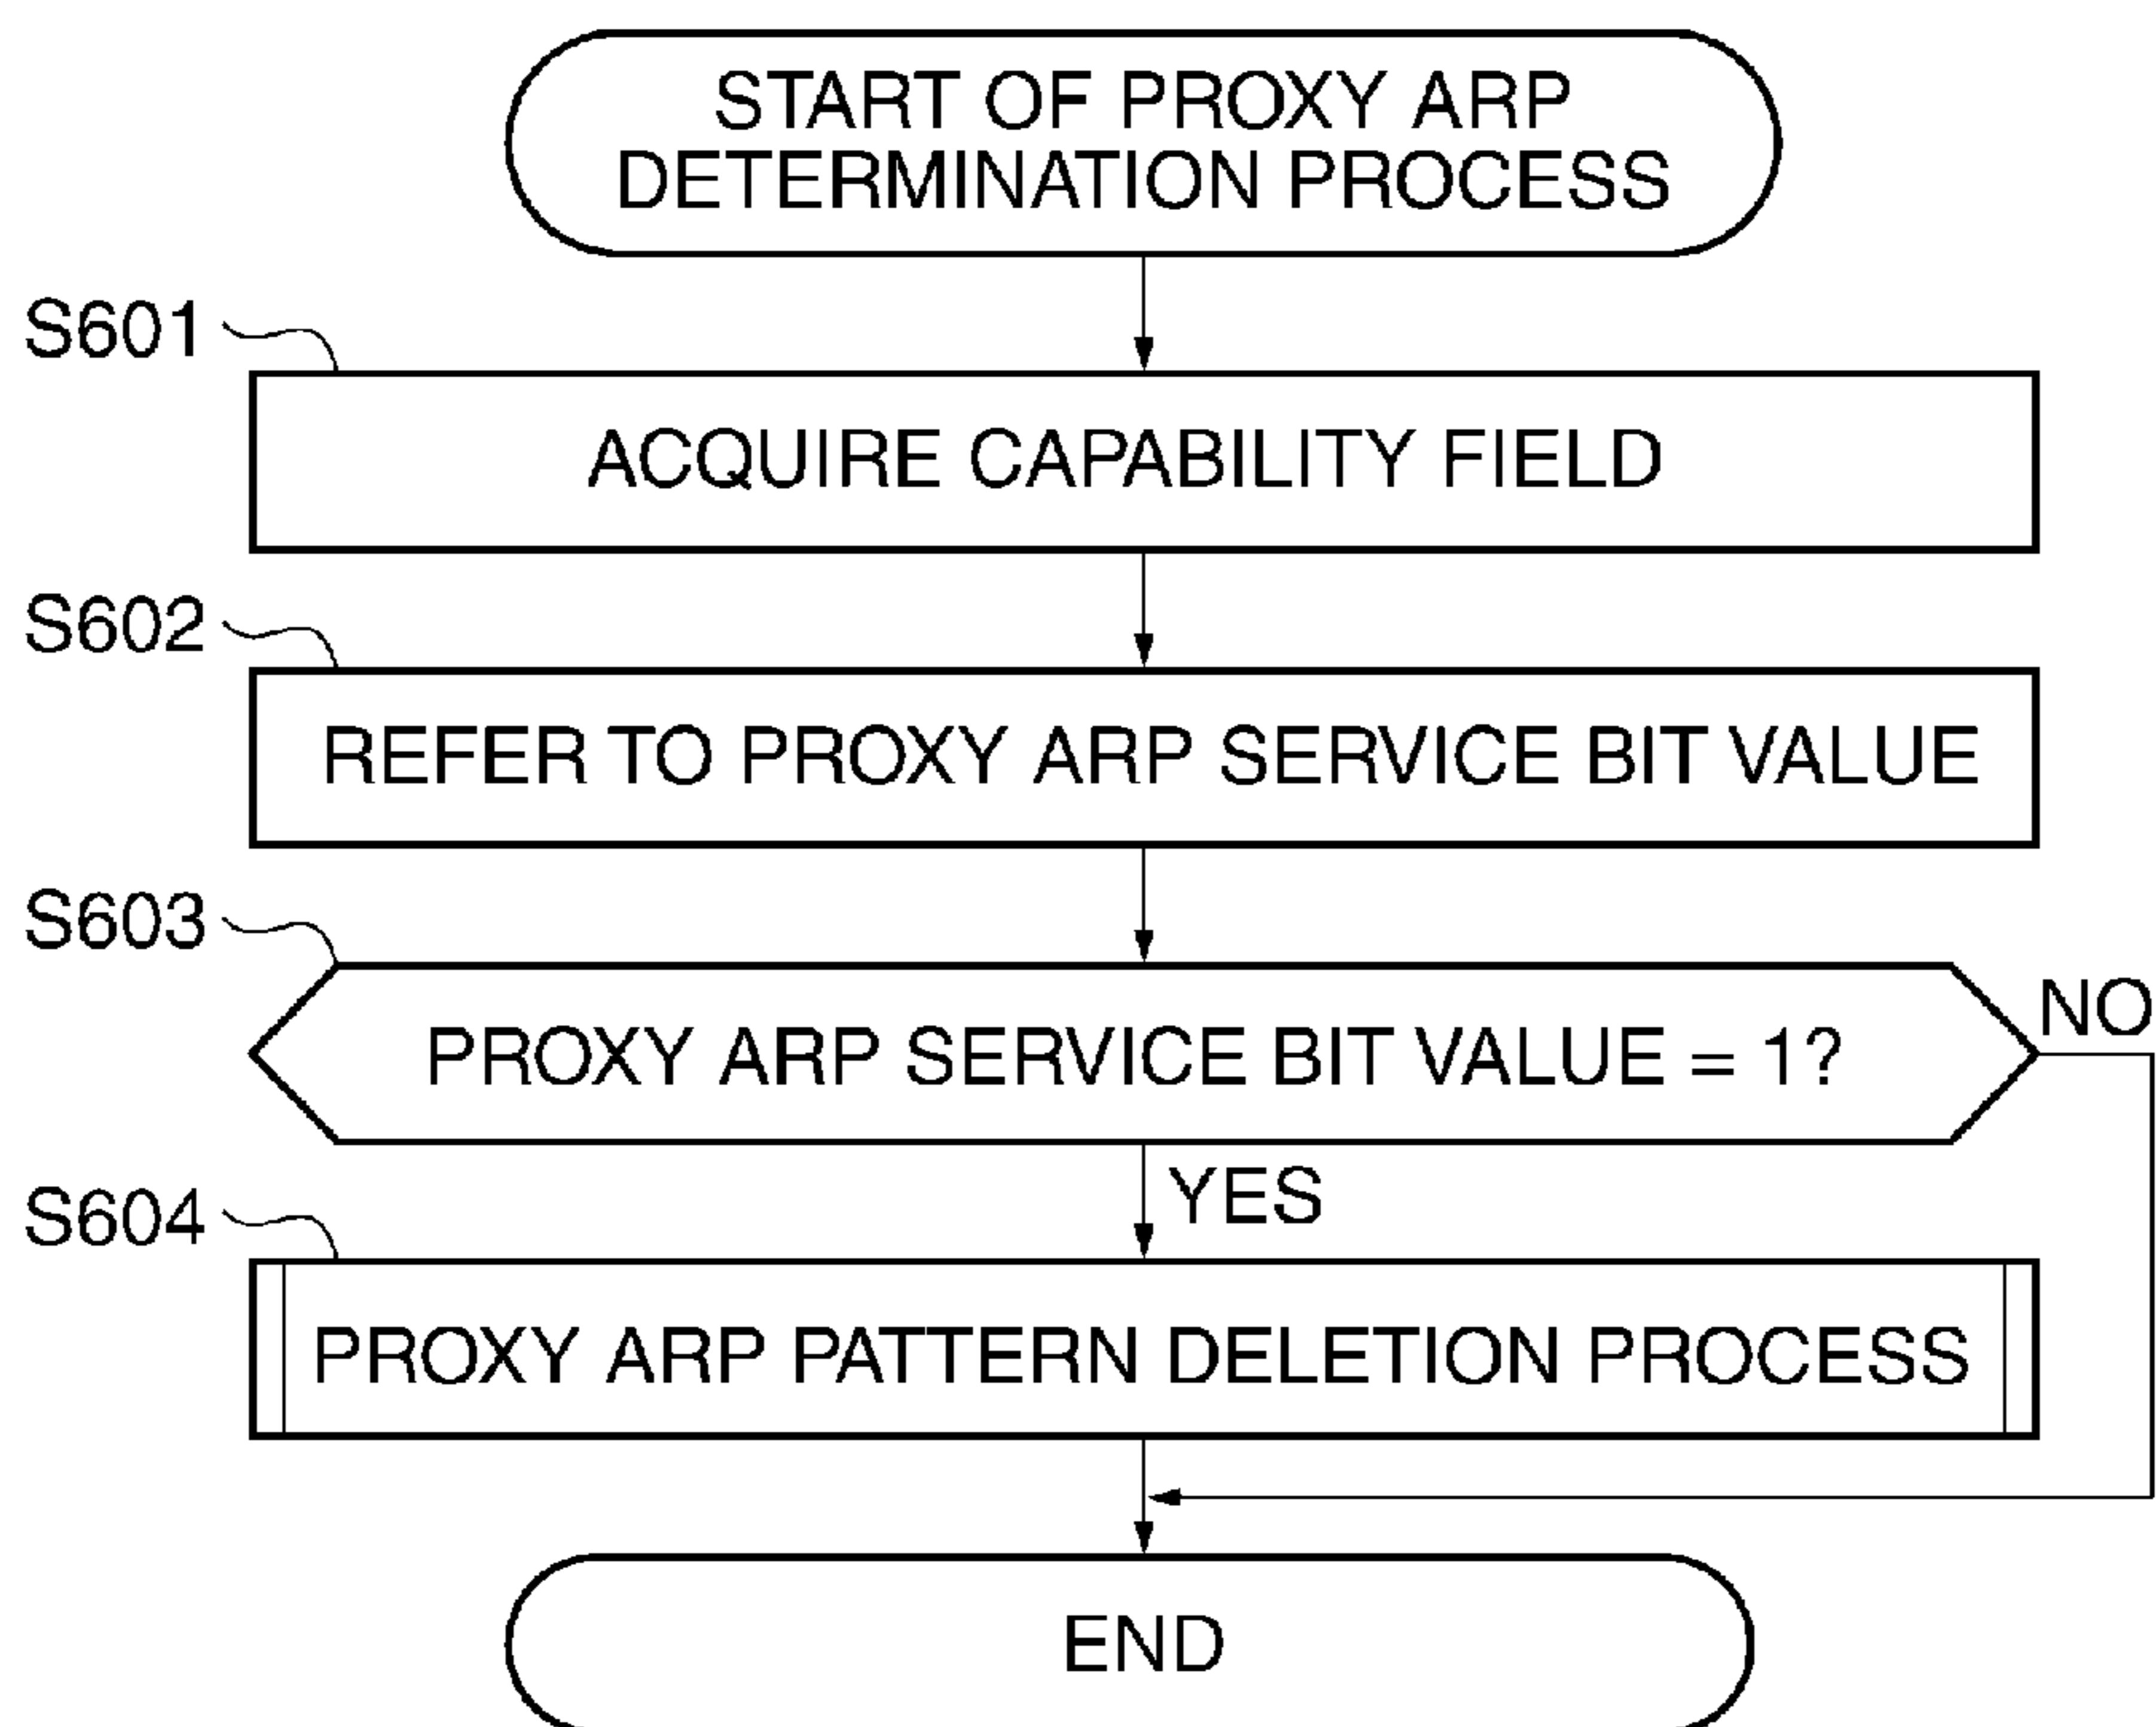 START OF PROXY ARP
DETERMINATION PROCESS
S601
ACQUIRE CAPABILITY FIELD
S602
REFER TO PROXY ARP SERVICE BIT VALUE
S603
PROXY ARP SERVICE BIT VALUE = 1?
NO
YES
S604
PROXY ARP PATTERN DELETION PROCESS
END